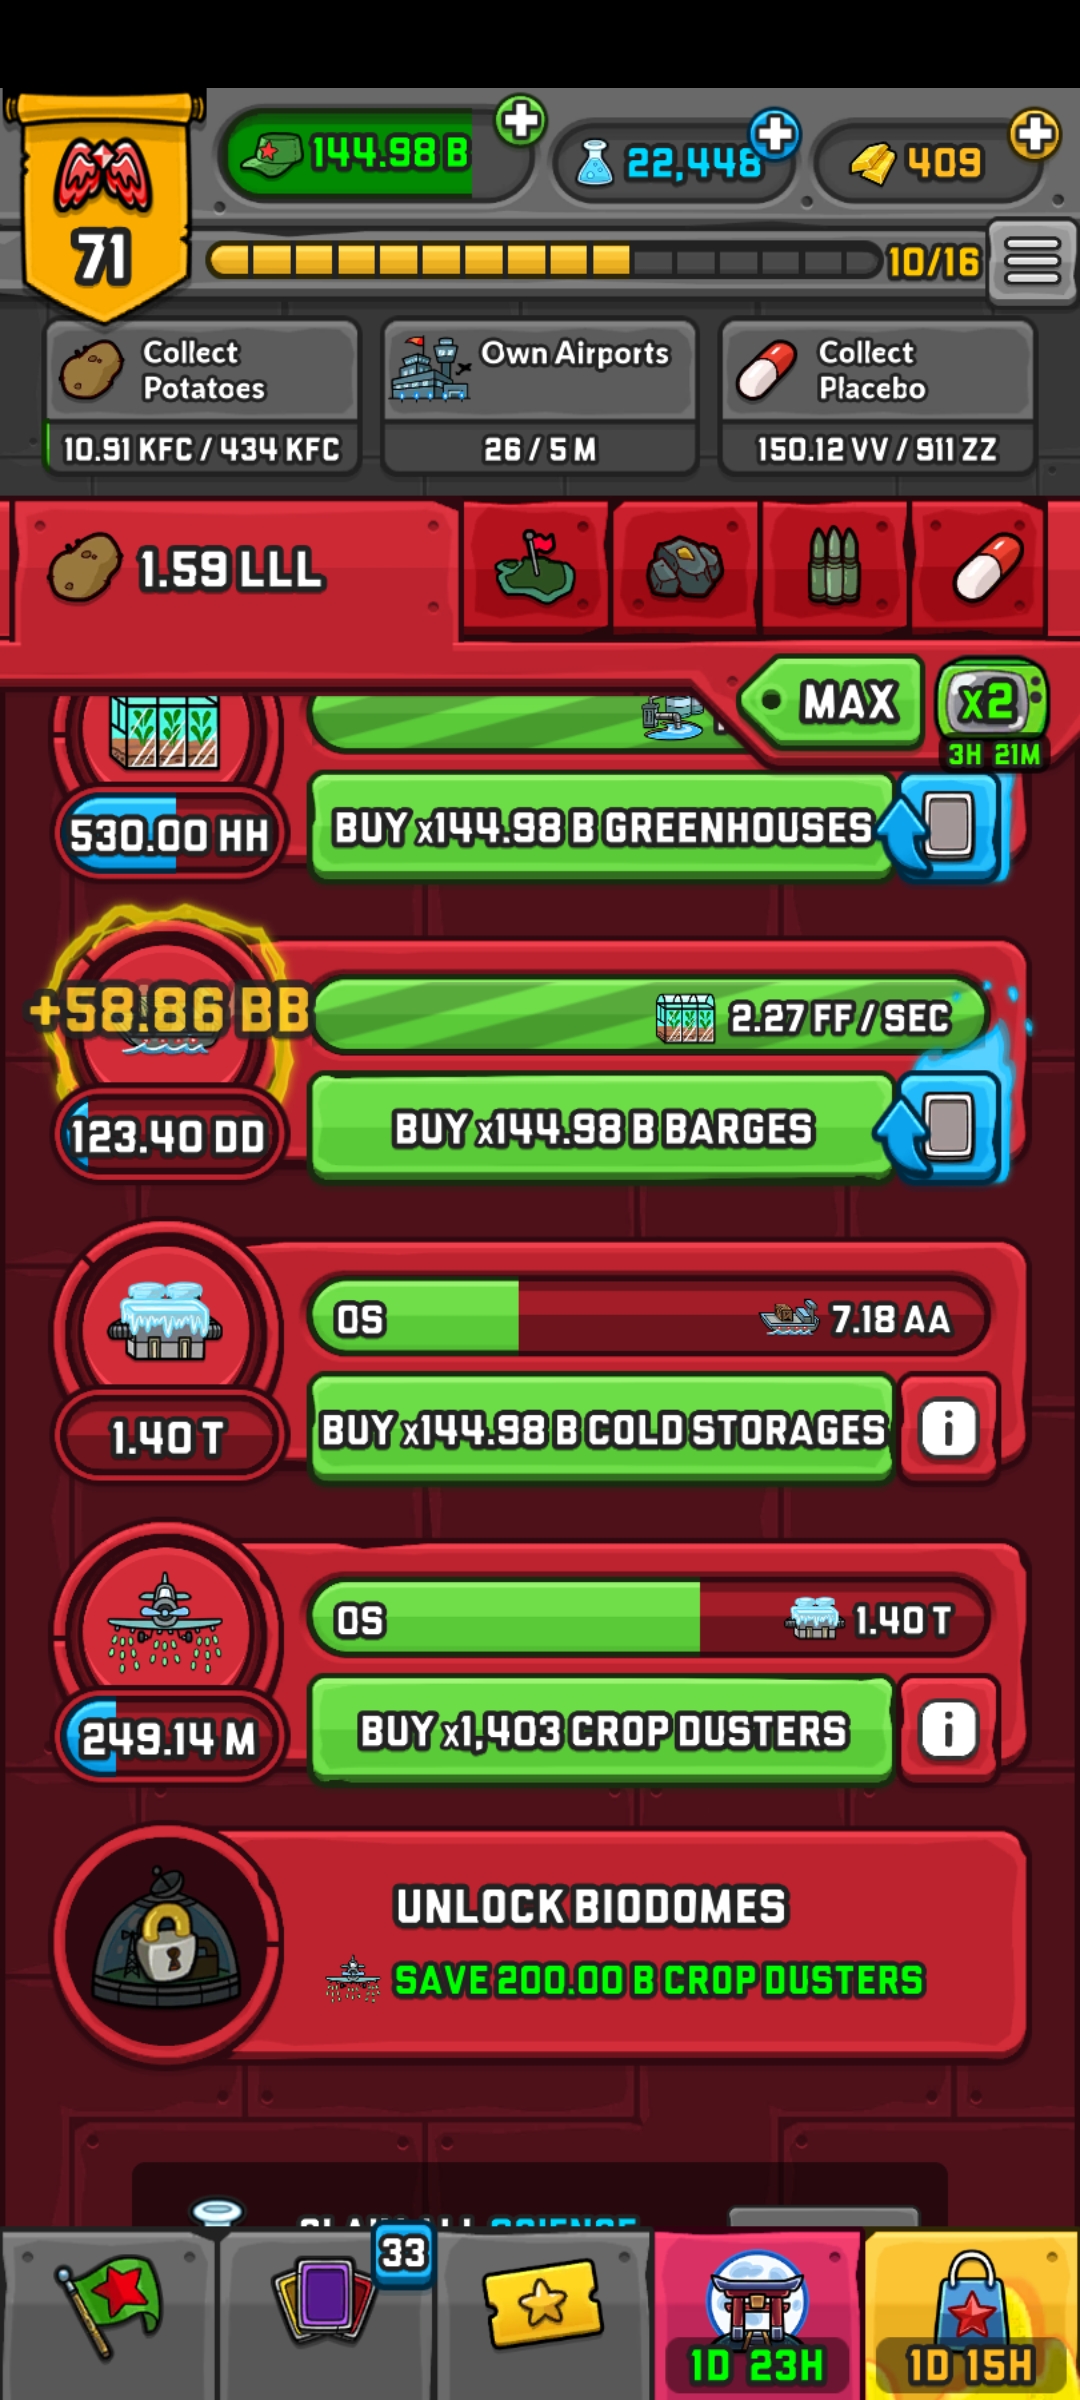 144.98 B
22,448
409
71
10/16
Collect
Potatoes
10.91 KFC / 434 KFC
Own Airports
26 / 5 M
Collect
Placebo
150.12 VV / 911 ZZ
1.59 LLL
MAX
x2
3H 21M
530.00 HH
BUY x144.98 B GREENHOUSES
+58.86 BB
2.27 FF / SEC
123.40 DD
BUY x144.98 B BARGES
0S
7.18 AA
1.40 T
BUY x144.98 B COLD STORAGES
i
0S
1.40 T
249.14 M
BUY x1,403 CROP DUSTERS
i
UNLOCK BIODOMES
SAVE 200.00 B CROP DUSTERS
33
1D 23H
1D 15H